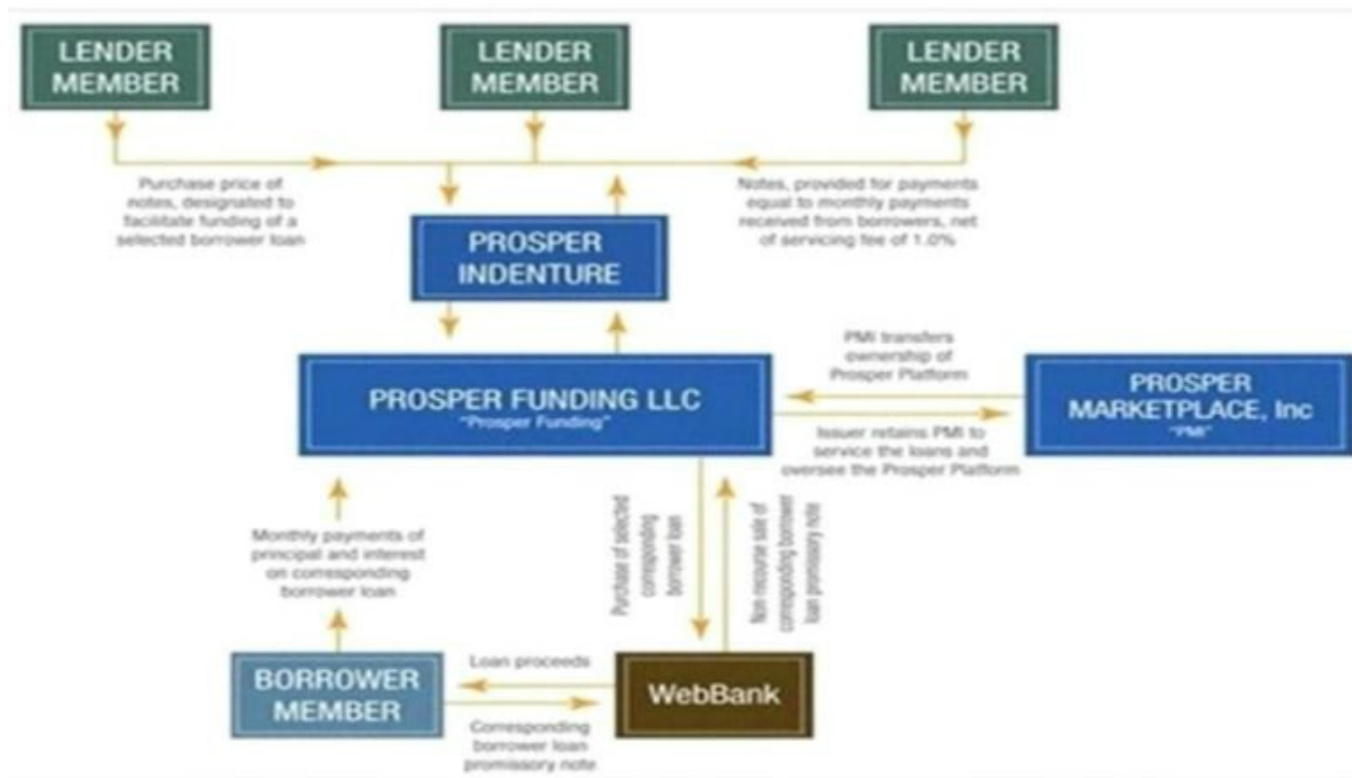 LENDER
MEMBER
LENDER
MEMBER
LENDER
MEMBER
Purchase price of
notes, designated to
facilitate funding of a
selected borrower loan
Notes, provided for payments
equal to monthly payments
received from borrowers, net
of servicing fee of 1.0%
PROSPER
INDENTURE
PMI transfers
ownership of
Prosper Platform
PROSPER FUNDING LLC
"Prosper Funding"
PROSPER
MARKETPLACE, Inc
"PMI"
Issuer retains PMI to
service the loans and
oversee the Prosper Platform
Monthly payments of
principal and interest
on corresponding
borrower loan
Purchase of selected
corresponding
borrower loan
Non recourse sale of
corresponding borrower
loan promissory note
BORROWER
MEMBER
Loan proceeds
Corresponding
borrower loan
promissory note
WebBank